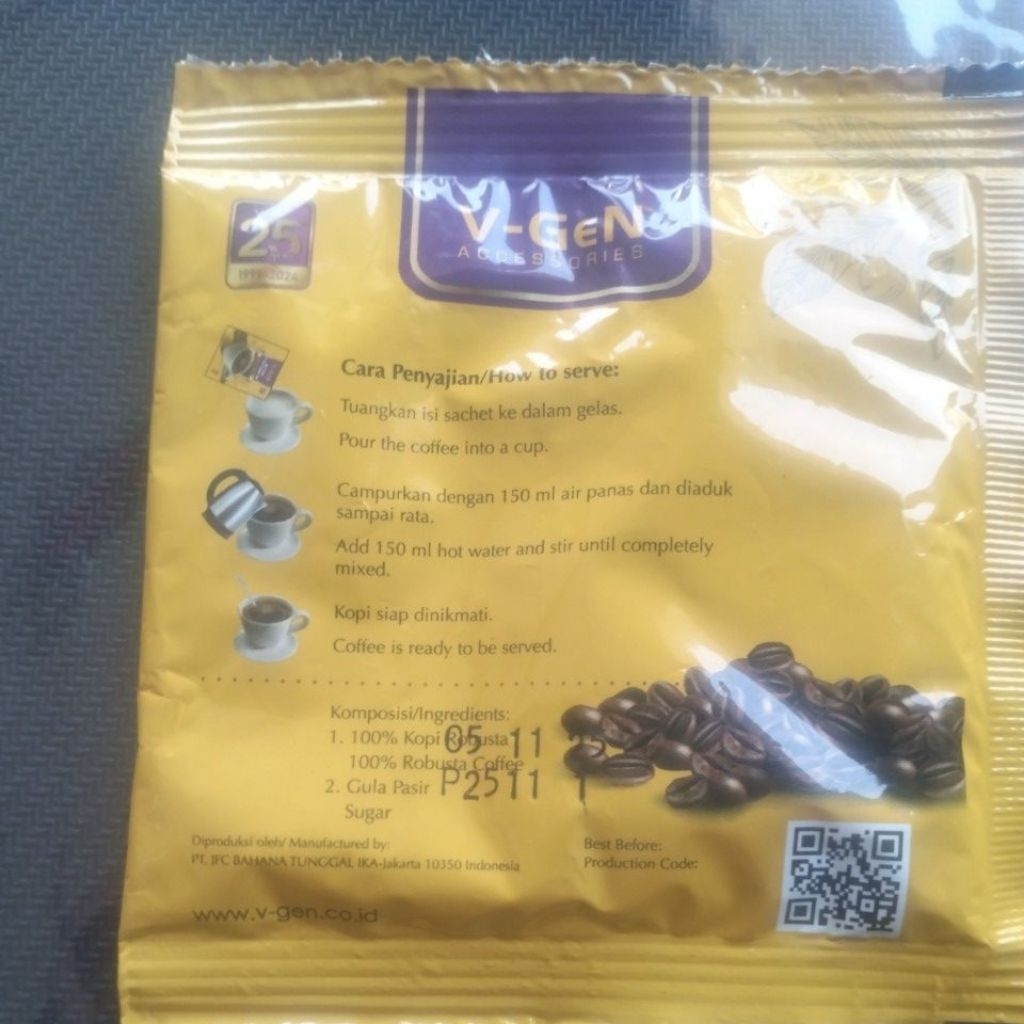 V-GeN
ACCESSORIES
25
1999-2024
Cara Penyajian/How to serve:
Tuangkan isi sachet ke dalam gelas.
Pour the coffee into a cup.
Campurkan dengan 150 ml air panas dan diaduk
sampai rata.
Add 150 ml hot water and stir until completely
mixed.
Kopi siap dinikmati.
Coffee is ready to be served.
Komposisi/Ingredients:
1. 100% Kopi Robusta
100% Robusta Coffee
2. Gula Pasir
Sugar
05 11
P2511
Diproduksi oleh/ Manufactured by:
PT. JFC BAHANA TUNGGAL IKA-Jakarta 10350 Indonesia
Best Before:
Production Code:
www.v-gen.co.id